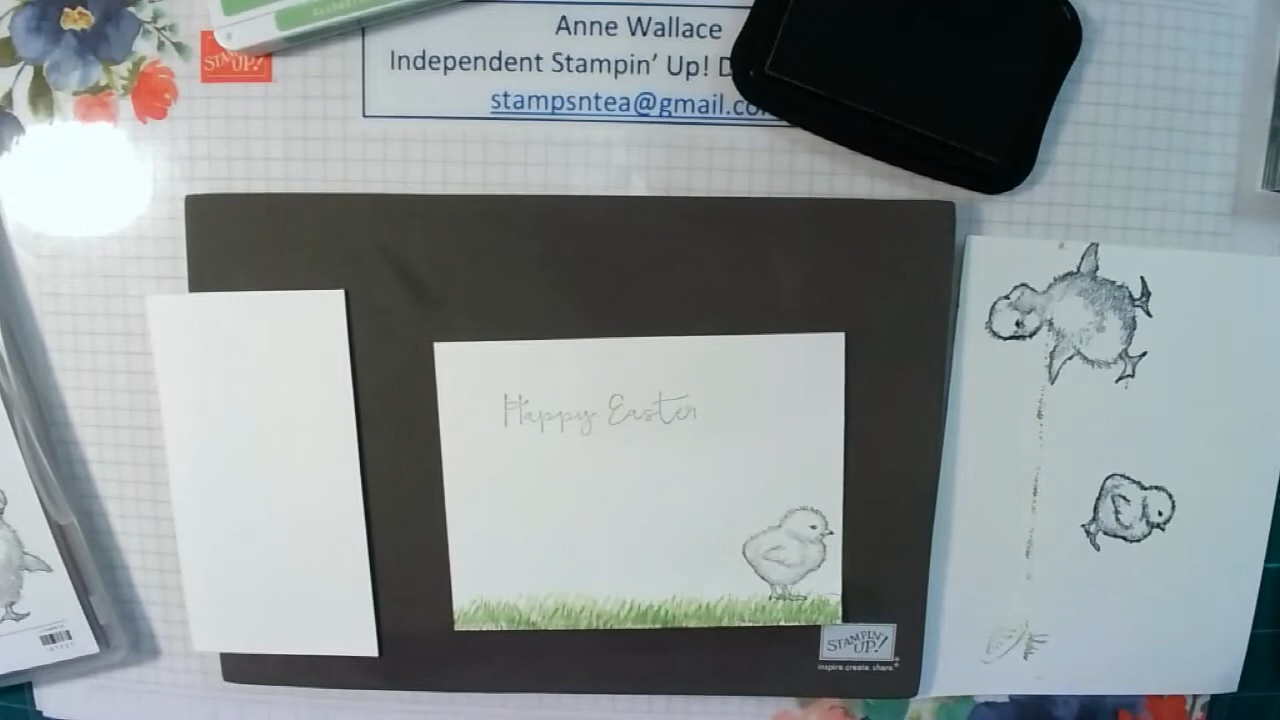 Anne Wallace
STAMPIN' UP!
Independent Stampin' Up!
stampsntea@gmail.co
Happy Easter
STAMPIN' UP!
inspire.create.share.